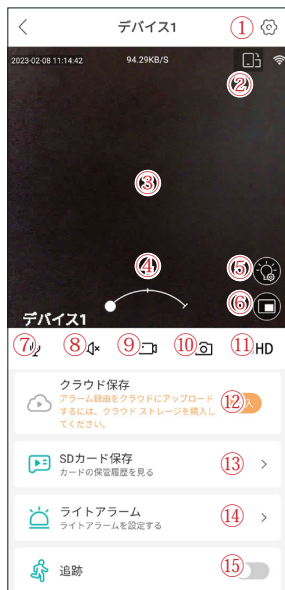 デバイス1 ①
2023-02-08 11:14:42 94.29KB/S
②
③
④
⑤
⑥
デバイス1
⑦ ⑧ ⑨ ⑩ ⑪ HD
クラウド保存
アラーム録画をクラウドにアップロード
するには、クラウド ストレージを購入し ⑫ 入
てください。
SDカード保存
カードの保管履歴を見る ⑬
ライトアラーム
ライトアラームを設定する ⑭
追跡 ⑮